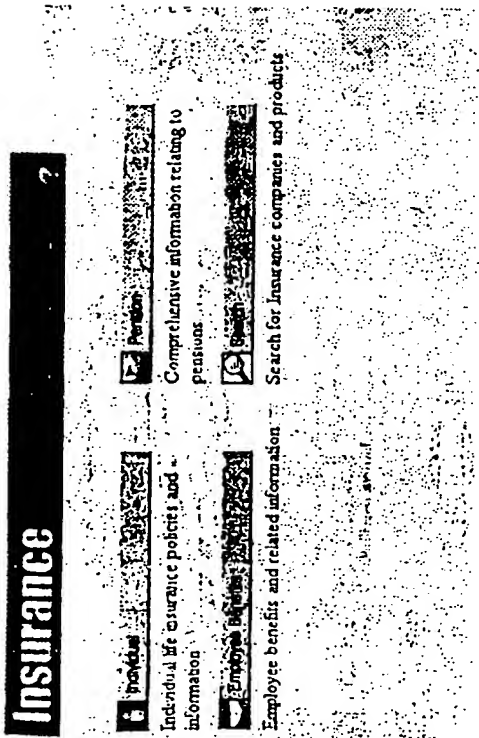 Insurance ?
Individual
Individual life insurance policies and
information
Pension
Comprehensive information relating to
pensions
Employee Benefits
Employee benefits and related information
Search
Search for Insurance companies and products